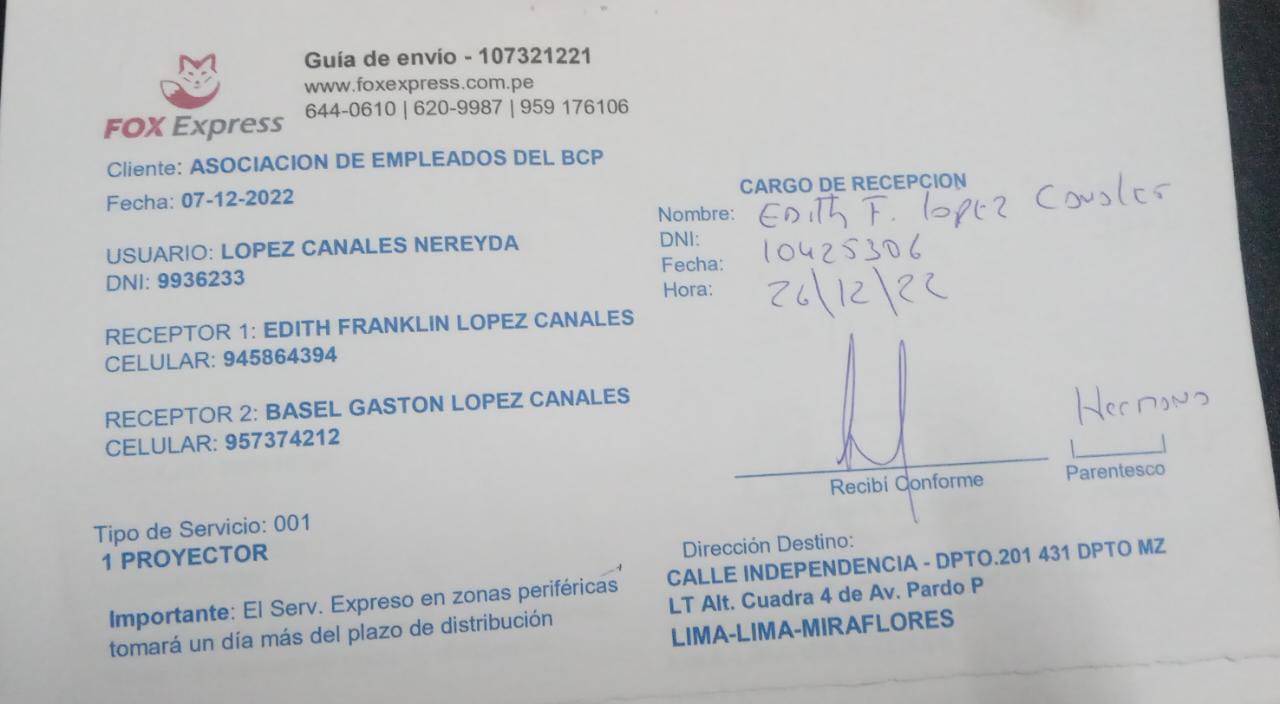 FOX Express
Guía de envío - 107321221
www.foxexpress.com.pe
644-0610 | 620-9987 | 959 176106
Cliente: ASOCIACION DE EMPLEADOS DEL BCP
Fecha: 07-12-2022
USUARIO: LOPEZ CANALES NEREYDA
DNI: 9936233
RECEPTOR 1: EDITH FRANKLIN LOPEZ CANALES
CELULAR: 945864394
RECEPTOR 2: BASEL GASTON LOPEZ CANALES
CELULAR: 957374212
Tipo de Servicio: 001
1 PROYECTOR
Importante: El Serv. Expreso en zonas periféricas
tomará un día más del plazo de distribución
CARGO DE RECEPCION
Nombre: Edith F. Lopez Canales
DNI: 10425306
Fecha: 26/12/22
Hora:
Hermano
Recibí Conforme
Parentesco
Dirección Destino:
CALLE INDEPENDENCIA - DPTO.201 431 DPTO MZ
LT Alt. Cuadra 4 de Av. Pardo P
LIMA-LIMA-MIRAFLORES